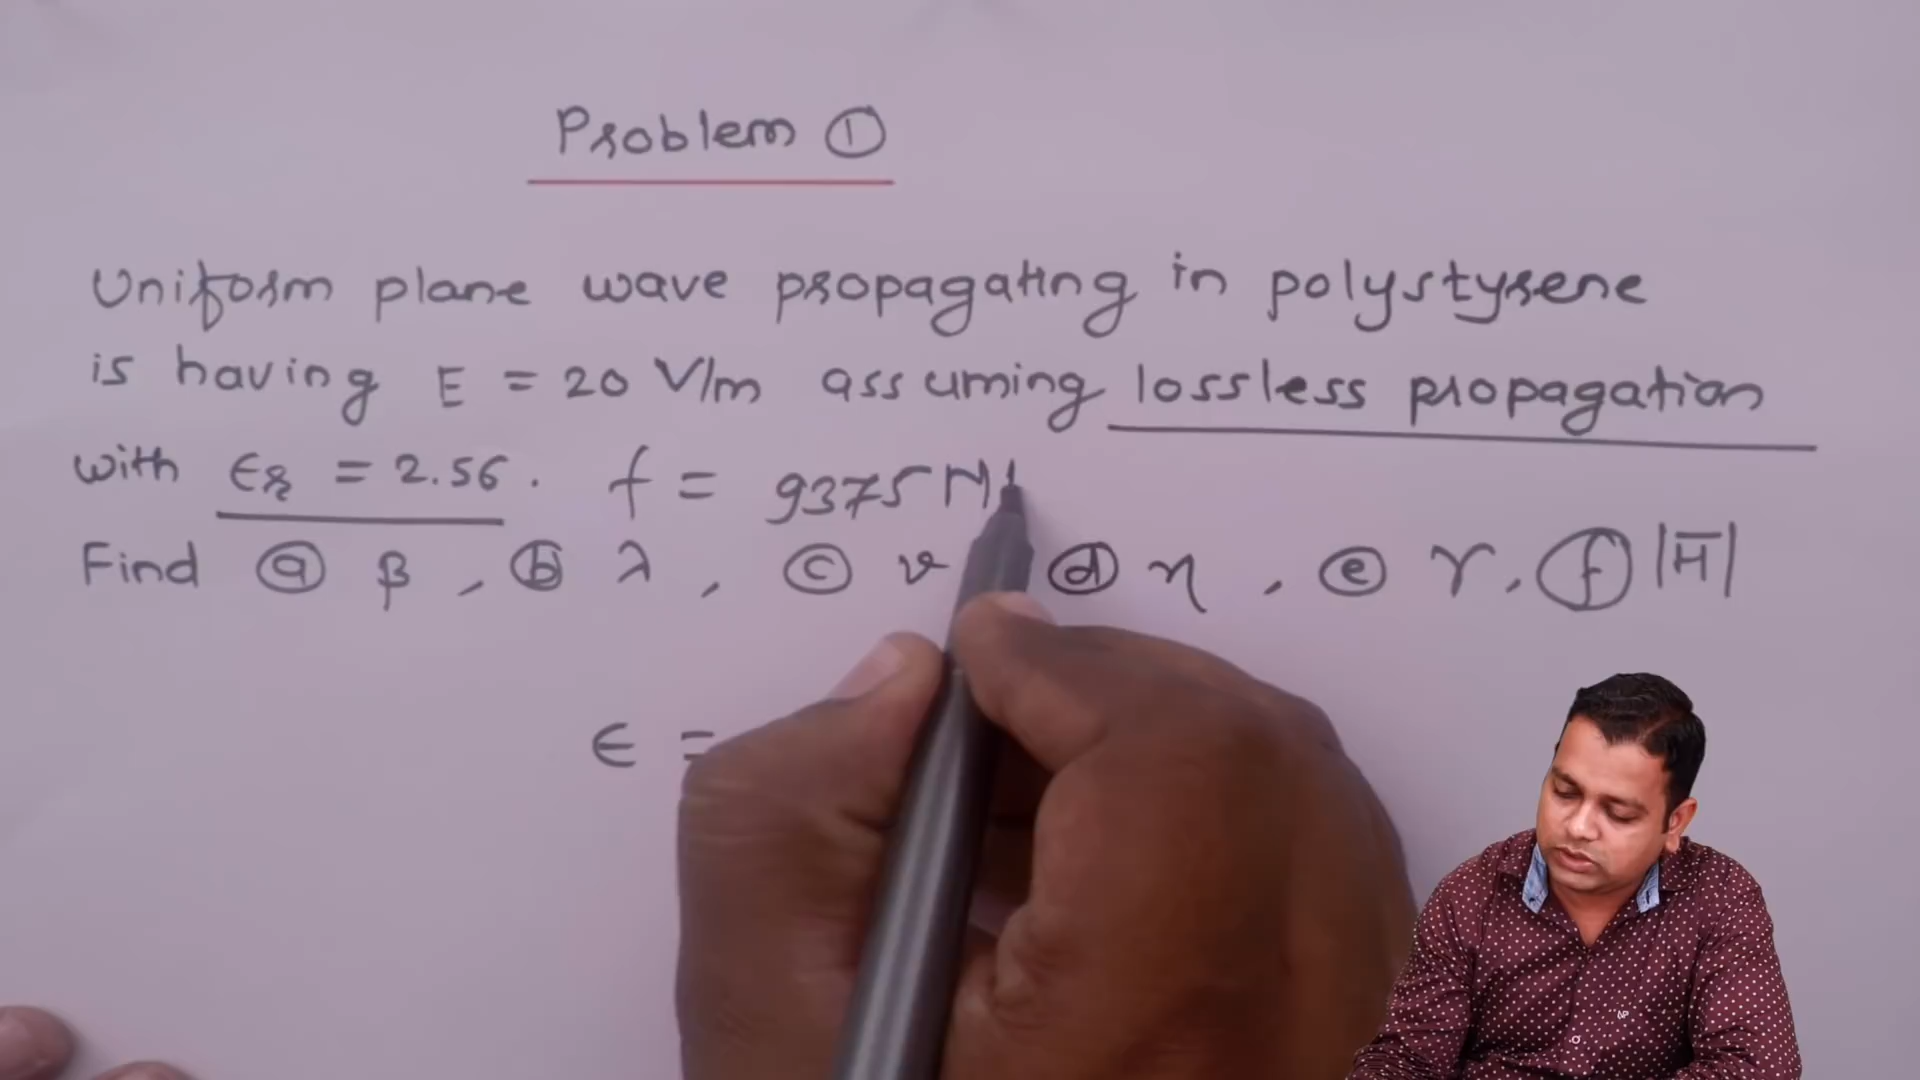 Problem ①
Uniform plane wave propagating in polystyrene
is having E = 20 V/m assuming lossless propagation
with ϵr = 2.56. f = 9375 M
Find ⓐ β, ⓑ λ, ⓒ v ⓓ η, ⓔ γ, ⓕ |H̅|
ϵ =